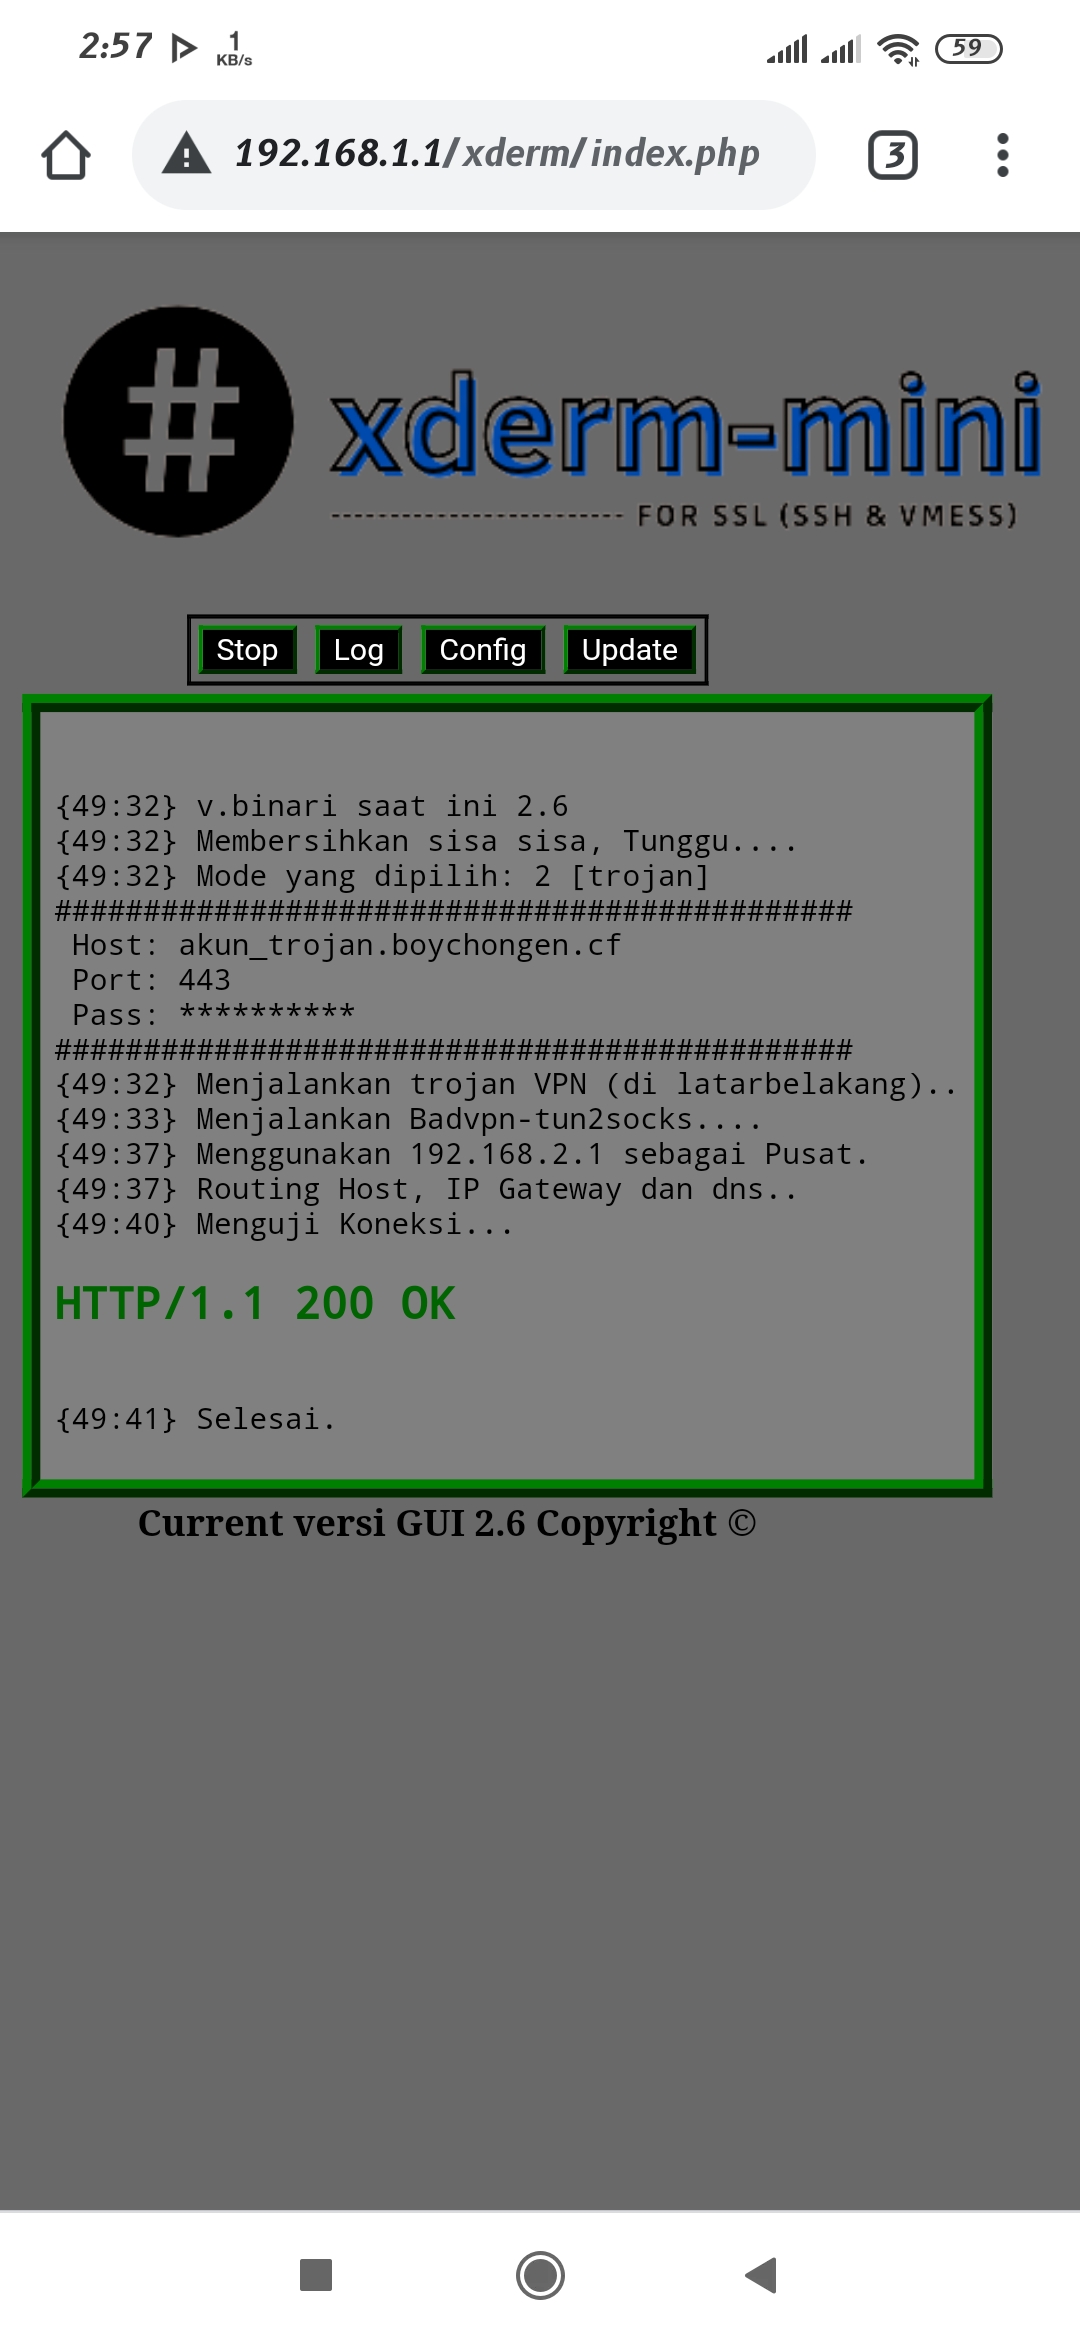 2:57
1
KB/s
59
192.168.1.1/xderm/index.php
3
#
xderm-mini
----------------------- FOR SSL (SSH & VMESS)
Stop Log Config Update
{49:32} v.binari saat ini 2.6
{49:32} Membersihkan sisa sisa, Tunggu....
{49:32} Mode yang dipilih: 2 [trojan]
#############################################
Host: akun_trojan.boychongen.cf
Port: 443
Pass: **********
#############################################
{49:32} Menjalankan trojan VPN (di latarbelakang)..
{49:33} Menjalankan Badvpn-tun2socks....
{49:37} Menggunakan 192.168.2.1 sebagai Pusat.
{49:37} Routing Host, IP Gateway dan dns..
{49:40} Menguji Koneksi...
HTTP/1.1 200 OK
{49:41} Selesai.
Current versi GUI 2.6 Copyright ©